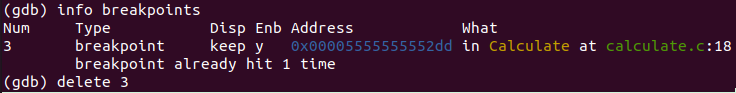 (gdb) info breakpoints
Num     Type           Disp Enb Address            What
3       breakpoint     keep y   0x00005555555552dd in Calculate at calculate.c:18
        breakpoint already hit 1 time
(gdb) delete 3